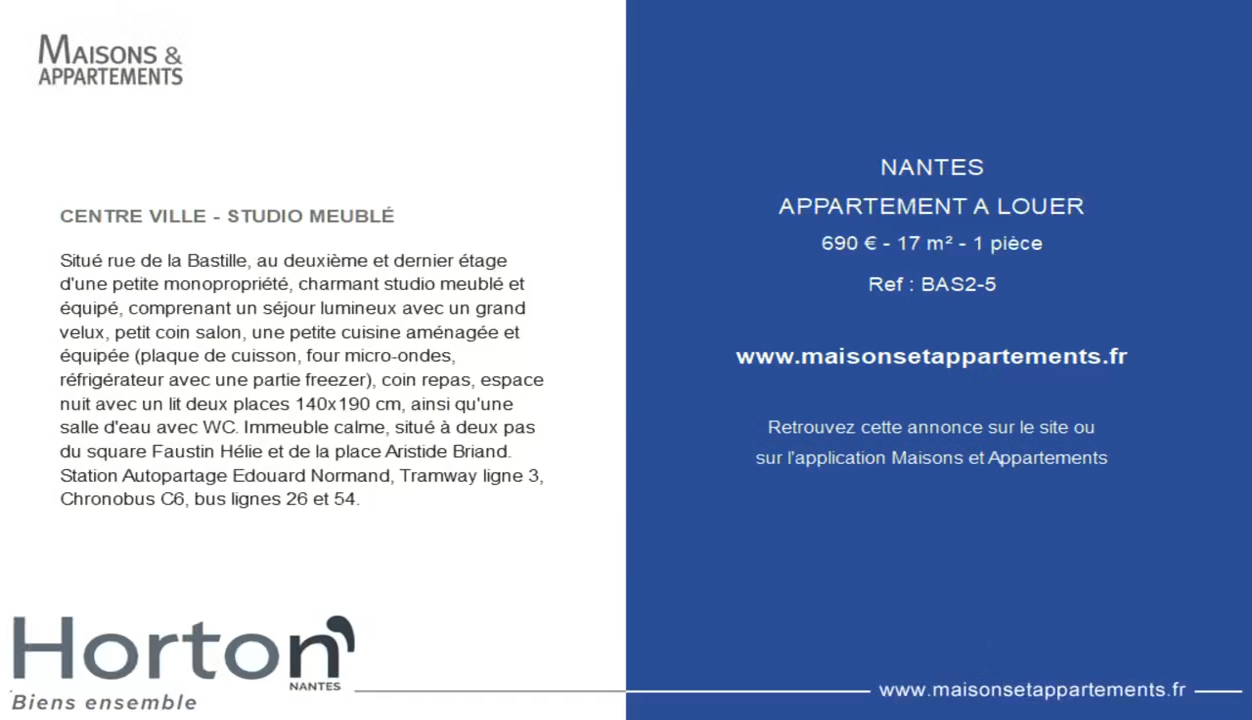 MAISONS &
APPARTEMENTS
CENTRE VILLE - STUDIO MEUBLÉ
Situé rue de la Bastille, au deuxième et dernier étage
d'une petite monopropriété, charmant studio meublé et
équipé, comprenant un séjour lumineux avec un grand
velux, petit coin salon, une petite cuisine aménagée et
équipée (plaque de cuisson, four micro-ondes,
réfrigérateur avec une partie freezer), coin repas, espace
nuit avec un lit deux places 140x190 cm, ainsi qu'une
salle d'eau avec WC. Immeuble calme, situé à deux pas
du square Faustin Hélie et de la place Aristide Briand.
Station Autopartage Edouard Normand, Tramway ligne 3,
Chronobus C6, bus lignes 26 et 54.
Horton
NANTES
Biens ensemble
NANTES
APPARTEMENT A LOUER
690 € - 17 m² - 1 pièce
Ref : BAS2-5
www.maisonsetappartements.fr
Retrouvez cette annonce sur le site ou
sur l'application Maisons et Appartements
www.maisonsetappartements.fr